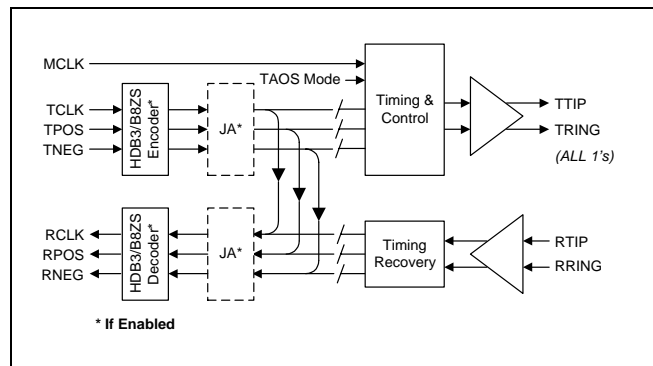 MCLK
TAOS Mode
TCLK
TPOS
TNEG
HDB3/B8ZS
Encoder*
JA*
Timing &
Control
TTIP
TRING
(ALL 1's)
RCLK
RPOS
RNEG
HDB3/B8ZS
Decoder*
JA*
Timing
Recovery
RTIP
RRING
* If Enabled